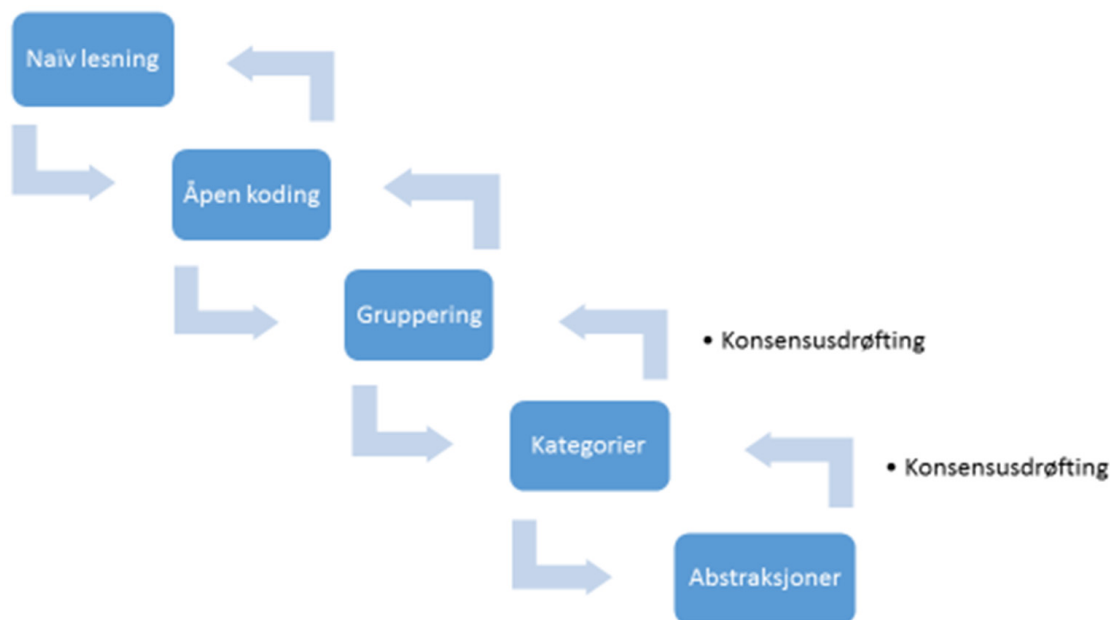 Naïv lesning
Åpen koding
Gruppering
• Konsensusdrøfting
Kategorier
• Konsensusdrøfting
Abstraksjoner